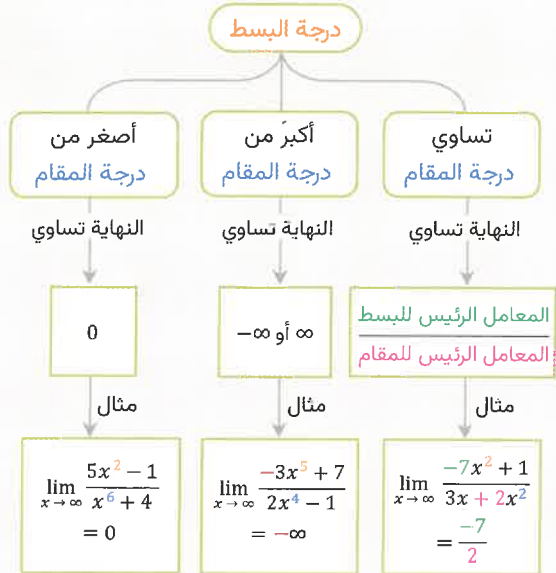 درجة البسط
تساوي
درجة المقام
أكبرَ من
درجة المقام
أصغر من
درجة المقام
النهاية تساوي
النهاية تساوي
النهاية تساوي
المعامل الرئيس للبسط
المعامل الرئيس للمقام
∞ أو ∞−
0
مثال
مثال
مثال
lim x→∞ (−7x² + 1)/(3x + 2x²)
= −7/2
lim x→∞ (−3x⁵ + 7)/(2x⁴ − 1)
= −∞
lim x→∞ (5x² − 1)/(x⁶ + 4)
= 0